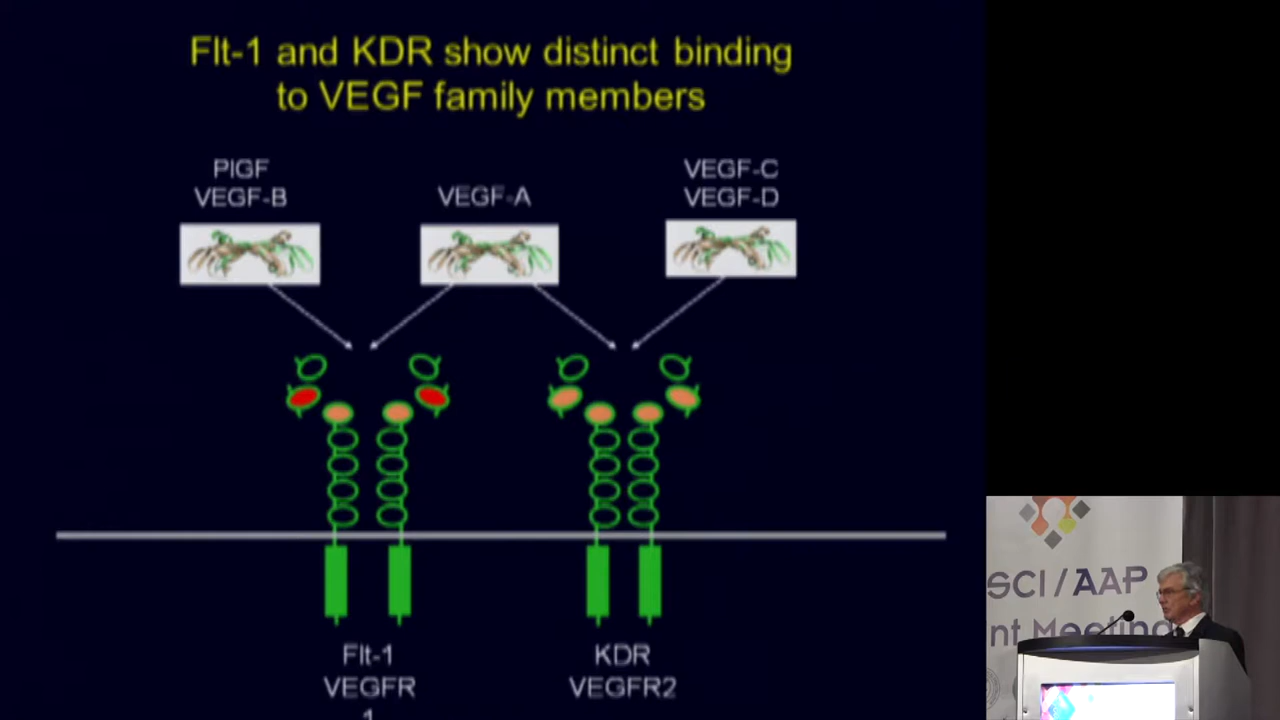 Flt-1 and KDR show distinct binding
to VEGF family members
PlGF
VEGF-B
VEGF-A
VEGF-C
VEGF-D
Flt-1
VEGFR
1
KDR
VEGFR2
SCI/AAP
nt Meeting